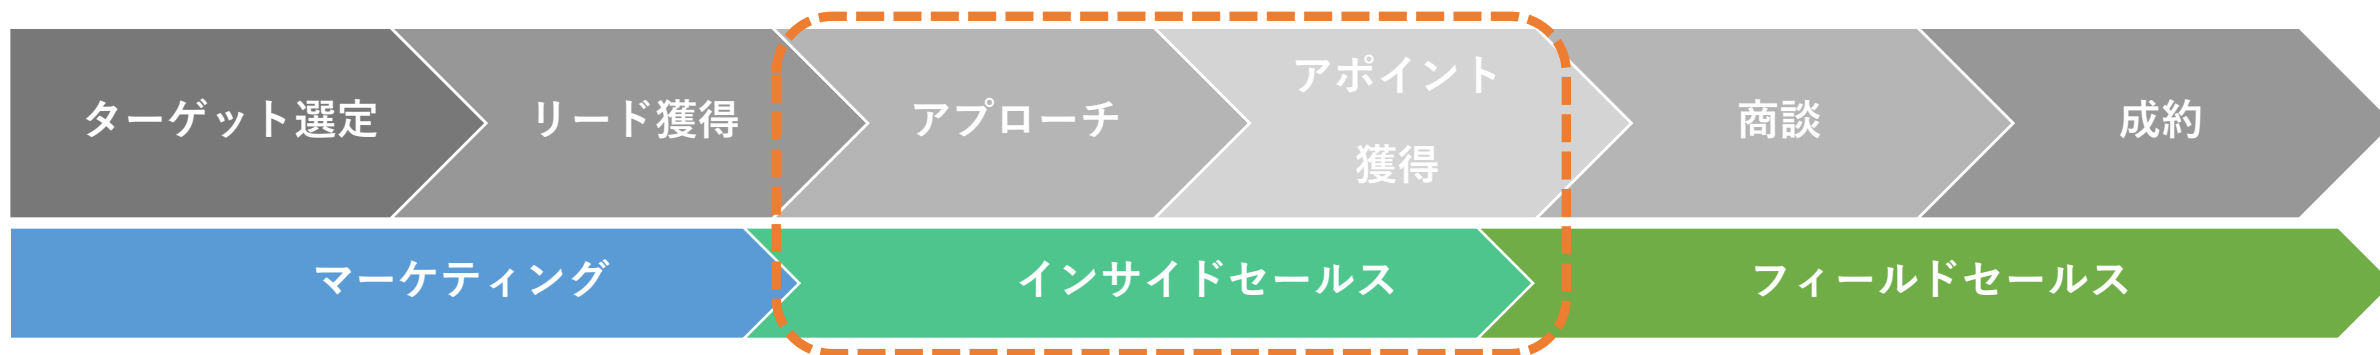 ターゲット選定
リード獲得
アプローチ
アポイント
獲得
商談
成約
マーケティング
インサイドセールス
フィールドセールス